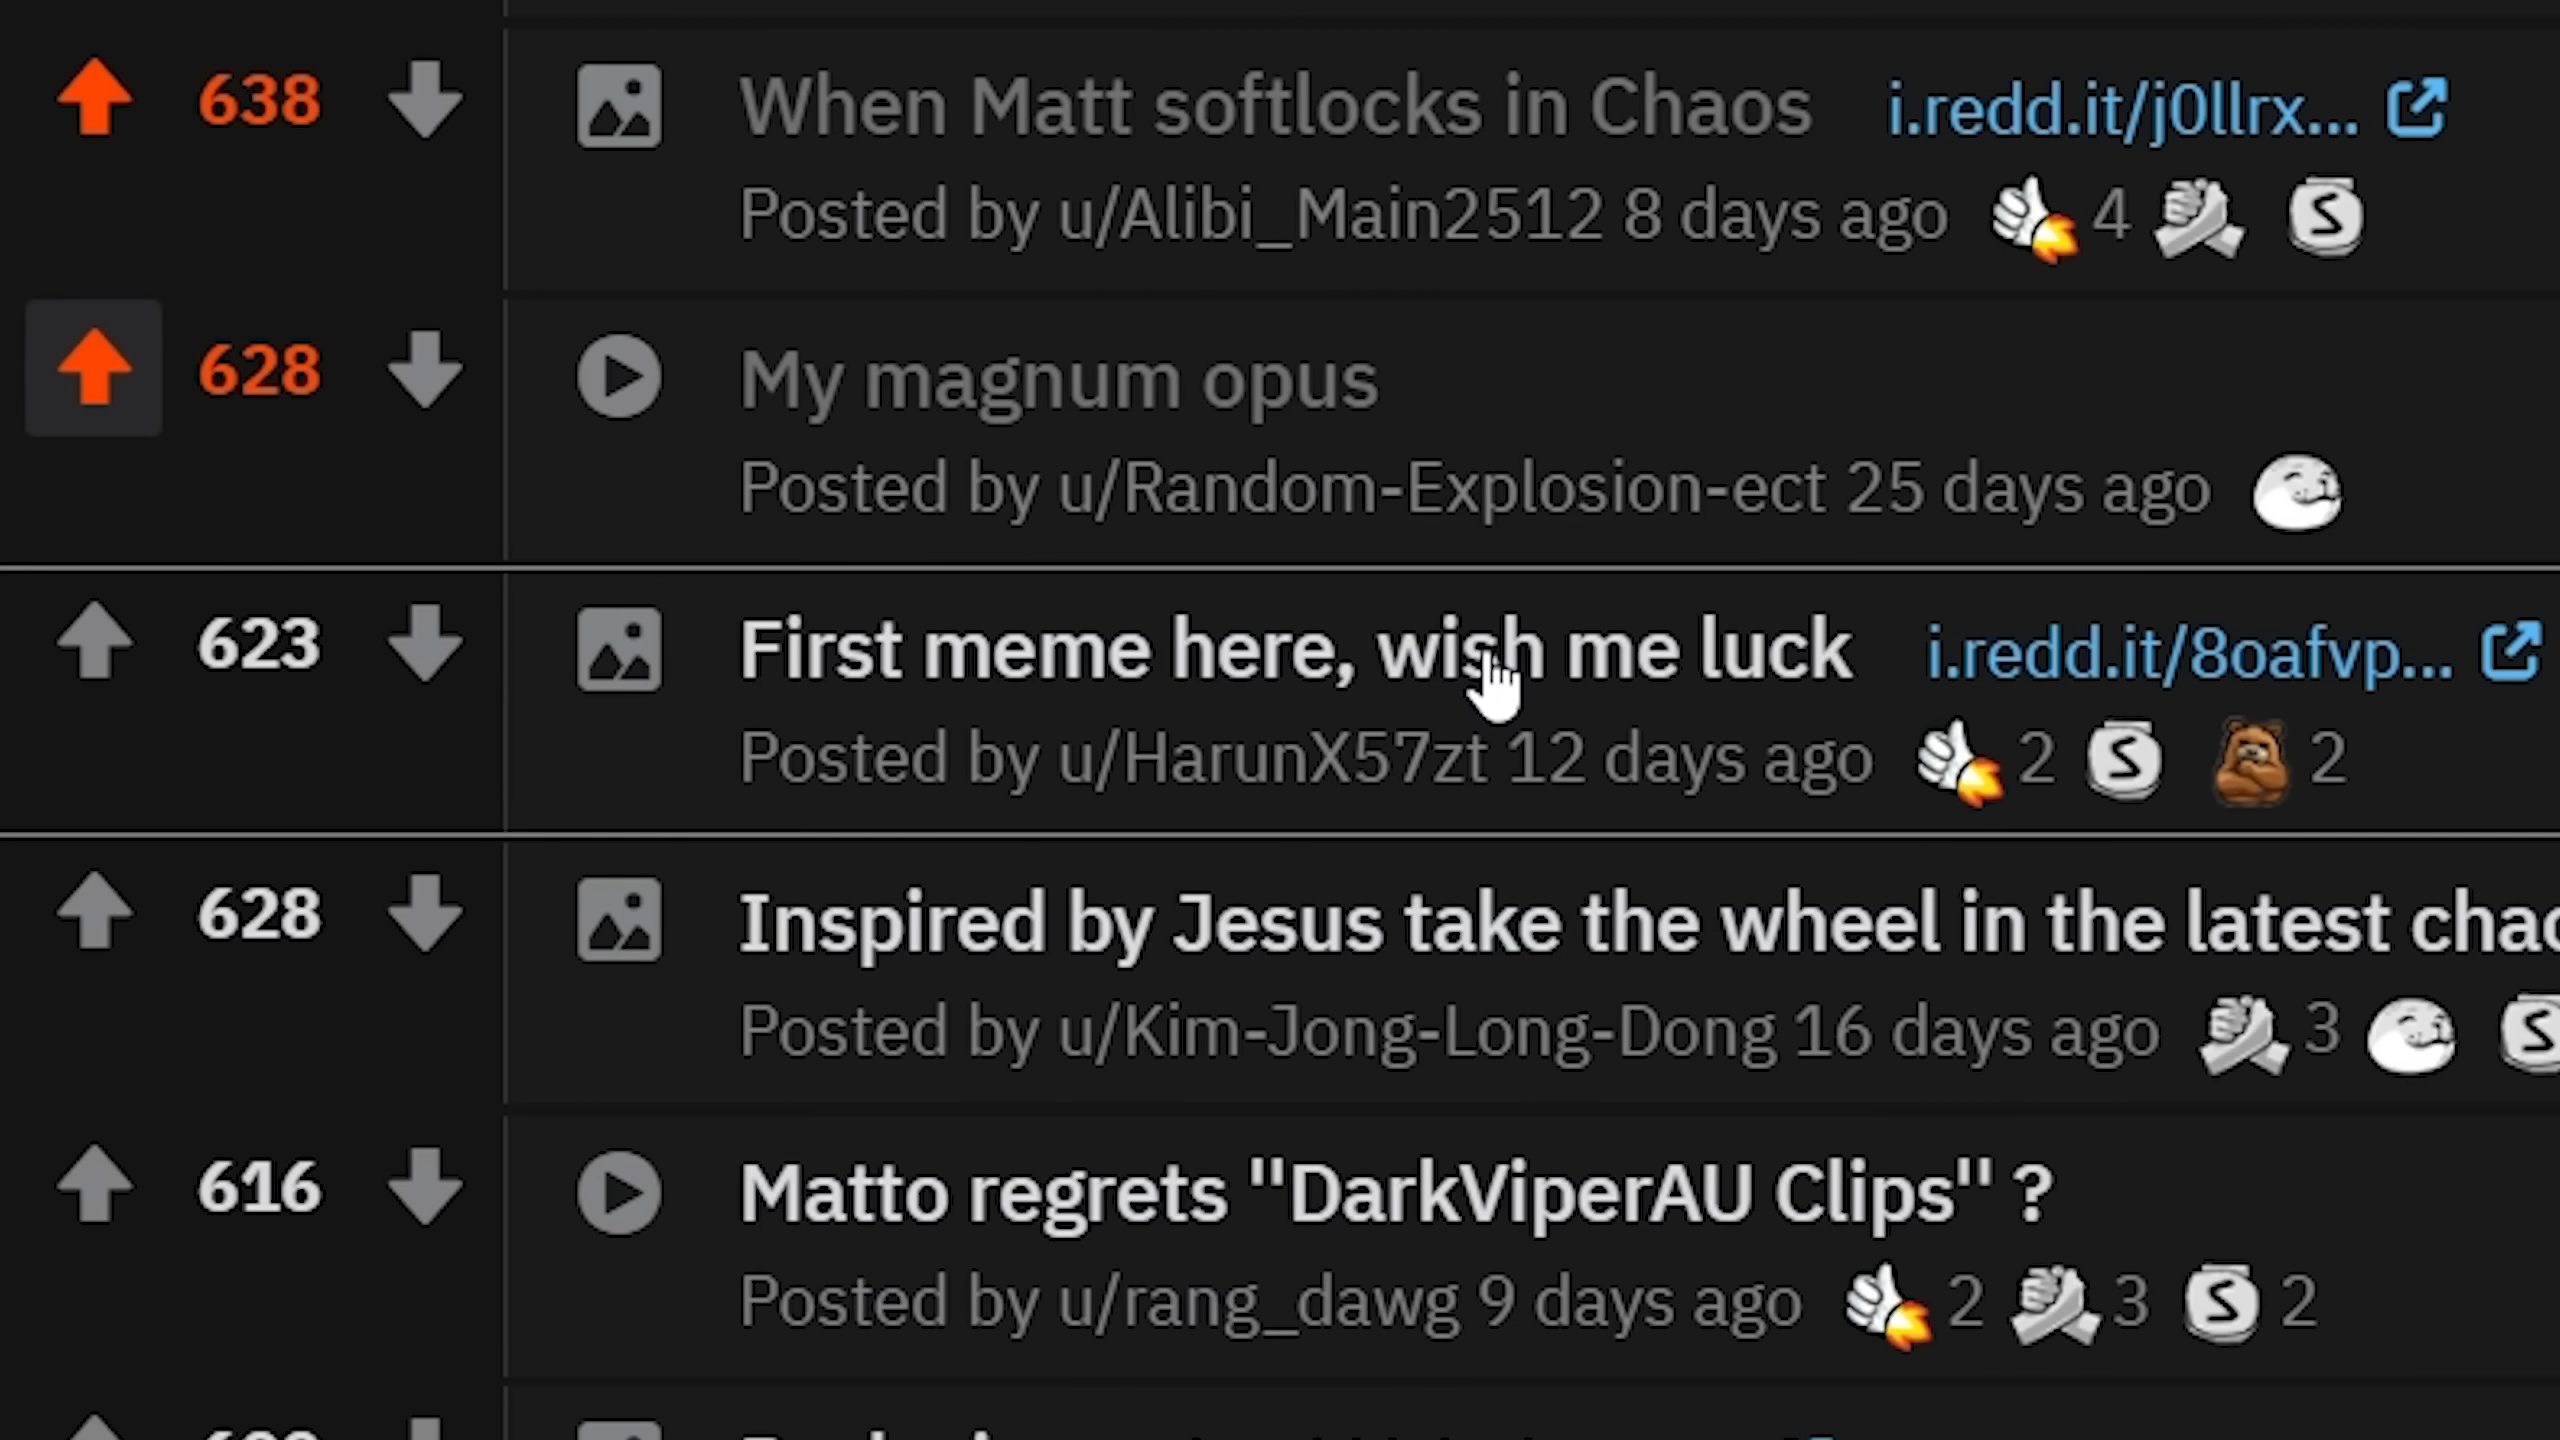 638 When Matt softlocks in Chaos i.redd.it/j0llrx...
Posted by u/Alibi_Main2512 8 days ago 4 S
628 My magnum opus
Posted by u/Random-Explosion-ect 25 days ago
623 First meme here, wish me luck i.redd.it/8oafvp...
Posted by u/HarunX57zt 12 days ago 2 S 2
628 Inspired by Jesus take the wheel in the latest chao
Posted by u/Kim-Jong-Long-Dong 16 days ago 3 S
616 Matto regrets "DarkViperAU Clips" ?
Posted by u/rang_dawg 9 days ago 2 3 S 2